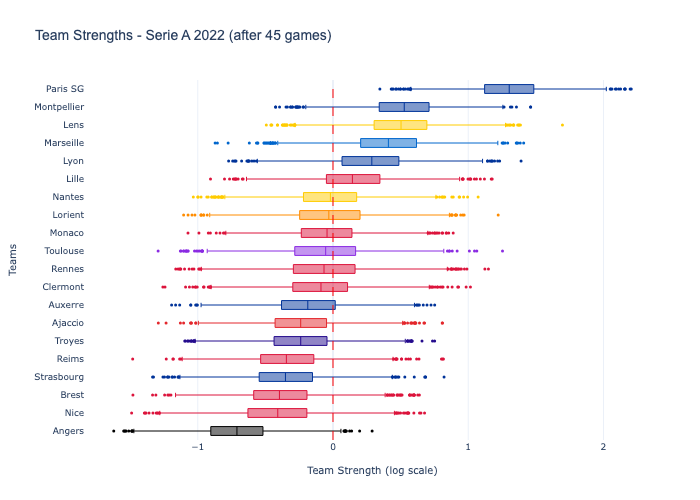 Team Strengths - Serie A 2022 (after 45 games)
Paris SG
Montpellier
Lens
Marseille
Lyon
Lille
Nantes
Lorient
Monaco
Toulouse
Rennes
Clermont
Auxerre
Ajaccio
Troyes
Reims
Strasbourg
Brest
Nice
Angers
Teams
−1 0 1 2
Team Strength (log scale)